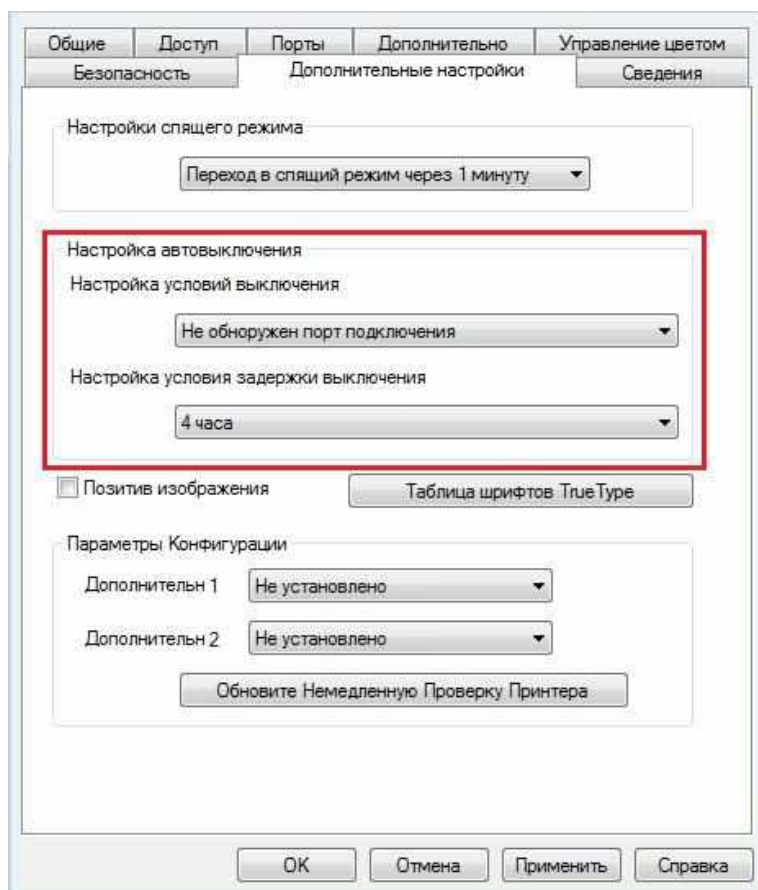 Общие Доступ Порты Дополнительно Управление цветом
Безопасность Дополнительные настройки Сведения
Настройки спящего режима
Переход в спящий режим через 1 минуту
Настройка автовыключения
Настройка условий выключения
Не обноружен порт подключения
Настройка условия задержки выключения
4 часа
Позитив изображения Таблица шрифтов TrueType
Параметры Конфигурации
Дополнительн 1 Не установлено
Дополнительн 2 Не установлено
Обновите Немедленную Проверку Принтера
OK Отмена Применить Справка